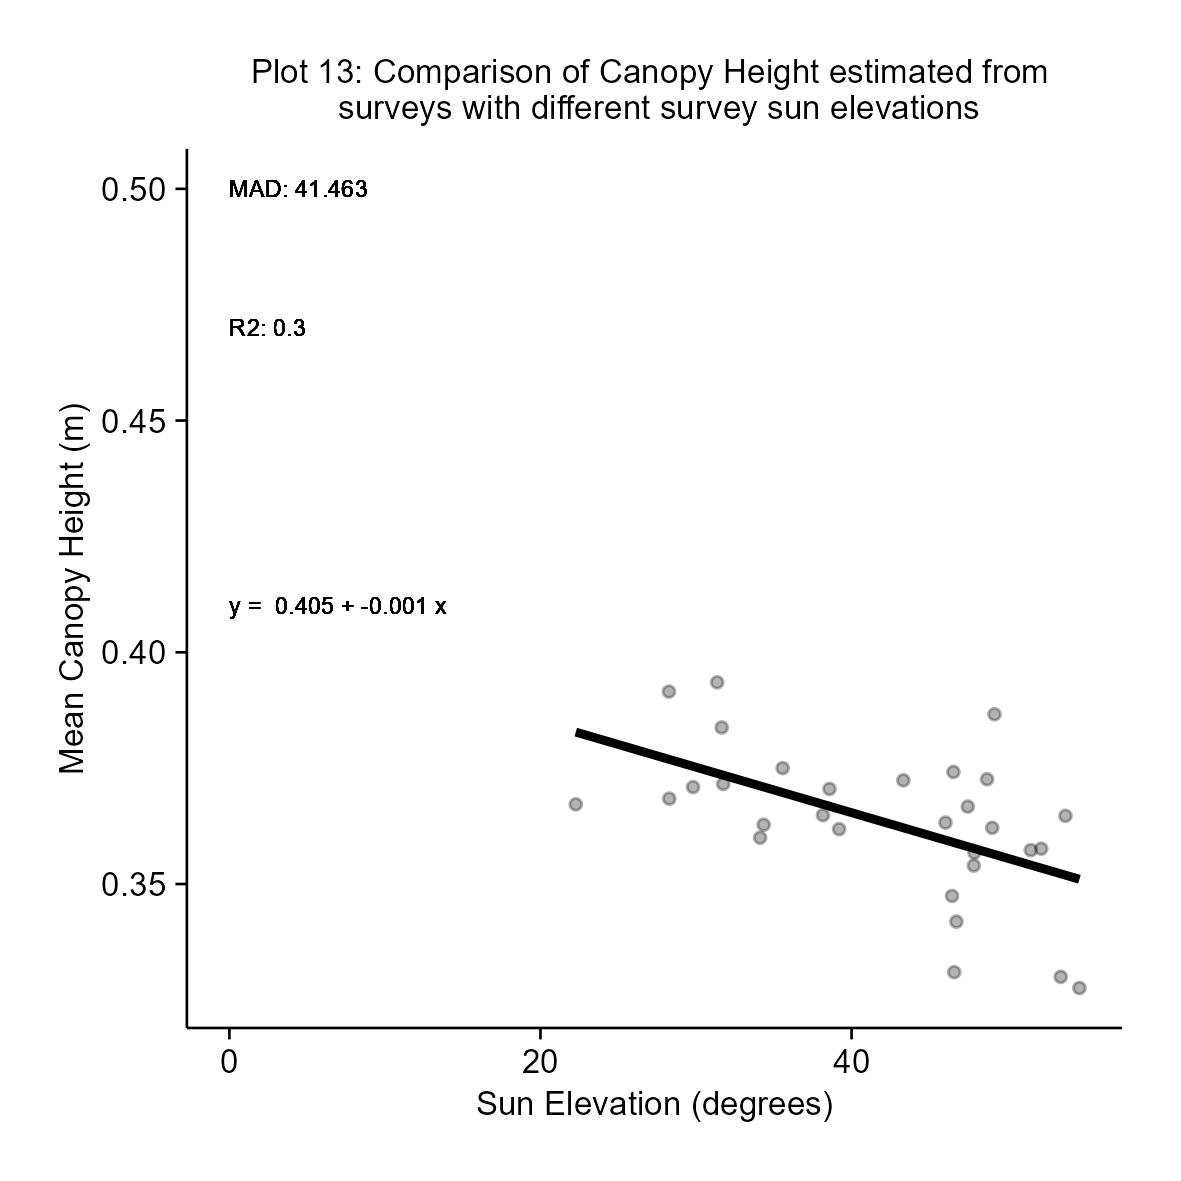 Plot 13: Comparison of Canopy Height estimated from
surveys with different survey sun elevations
0.50
MAD: 41.463
R2: 0.3
0.45
y =  0.405 + -0.001 x
0.40
0.35
Mean Canopy Height (m)
0
20
40
Sun Elevation (degrees)